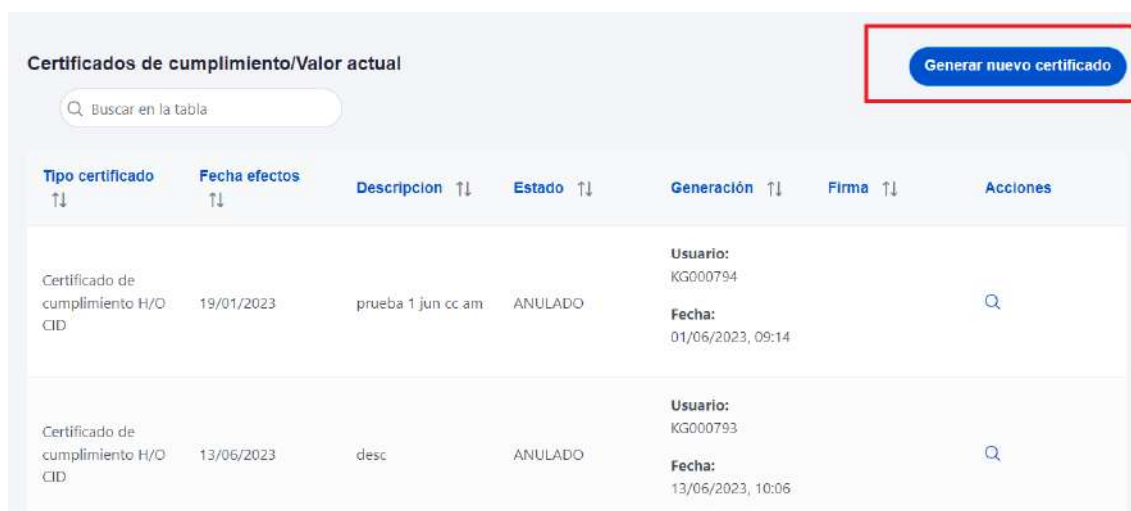 Certificados de cumplimiento/Valor actual
Generar nuevo certificado
Buscar en la tabla
Tipo certificado
Fecha efectos
Descripcion
Estado
Generación
Firma
Acciones
Certificado de
cumplimiento H/O
CID
19/01/2023
prueba 1 jun cc am
ANULADO
Usuario:
KG000794
Fecha:
01/06/2023, 09:14
Certificado de
cumplimiento H/O
CID
13/06/2023
desc
ANULADO
Usuario:
KG000793
Fecha:
13/06/2023, 10:06